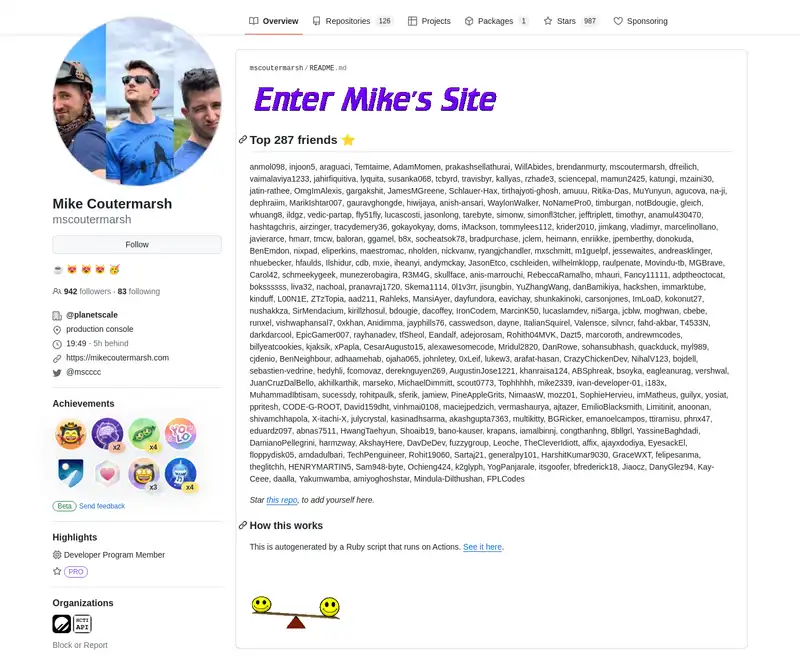 Overview
Repositories 126
Projects
Packages 1
Stars 987
Sponsoring
Mike Coutermarsh
mscoutermarsh
Follow
942 followers · 83 following
@planetscale
production console
19:49 · 5h behind
https://mikecoutermarsh.com
@mscccc
Achievements
x2
x4
YOLO
x3
x4
Beta Send feedback
Highlights
Developer Program Member
PRO
Organizations
HCTI
API
Block or Report
mscoutermarsh/README.md
Enter Mike's Site
Top 287 friends
anmol098, injoon5, araguaci, Temtaime, AdamMomen, prakashsellathurai, WillAbides, brendanmurty, mscoutermarsh, dfreilich,
vaimalaviya1233, jahirfiquitiva, lyquita, susanka068, tcbyrd, travisbyr, kallyas, rzhade3, sciencepal, mamun2425, katungi, mzaini30,
jatin-rathee, OmgImAlexis, gargakshit, JamesMGreene, Schlauer-Hax, tirthajyoti-ghosh, amuuu, Ritika-Das, MuYunyun, agucova, na-ji,
dephraiim, MarikIshtar007, gauravghongde, hiwijaya, anish-ansari, WaylonWalker, NoNamePro0, timburgan, notBdougie, gleich,
whuang8, ildgz, vedic-partap, fly51fly, lucascosti, jasonlong, tarebyte, simonw, simonfl3tcher, jeffrriplett, timothyr, anamul430470,
hashtagchris, airzinger, tracydemery36, gokayokyay, doms, iMackson, tommylees112, krider2010, jimkang, vladimyr, marcelinollano,
javierarce, hmarr, tmcw, baloran, ggamel, b8x, socheatsok78, bradpurchase, jclem, heimann, enriikke, jpemberthy, donokuda,
BenEmdon, nixpad, eliperkins, maestromac, nholden, nickvanw, ryangjchandler, mxschmitt, m1guelpf, jessewaites, andreasklinger,
nhuebecker, hfaulds, llshidur, cdb, mxie, iheanyi, andymckay, JasonEtco, cschleiden, wilhelmklopp, raulpenate, Movindu-tb, MGBrave,
Carol42, schmeekygeek, munezerobagira, R3M4G, skullface, anis-marrouchi, RebeccaRamalho, mhauri, Fancy11111, adptheoctocat,
bokssssss, liva32, nachoal, pranavraj1720, Skema1114, 0l1v3rr, jisungbin, YuZhangWang, danBamikiya, hackshen, immartube,
kinduff, L00N1E, ZTzTopia, aad211, Rahleks, MansiAyer, dayfundora, eavichay, shunkakinoki, carsonjones, ImLoaD, kokonut27,
nushakkza, SirMendacium, kirillzhosul, bdougie, dacoffey, IronCodem, MarcinK50, lucaslamdev, ni5arga, jcblw, moghwan, cbebe,
runxel, vishwaphansal7, 0xkhan, Anidimma, jayphills76, casswedson, dayne, ItalianSquirel, Valensce, silvncr, fahd-akbar, T4533N,
darkdarcool, EpicGamer007, rayhanadev, IfSheol, Eandalf, adejorosam, Rohith04MVK, Dazt5, marcoroth, andrewmcodes,
billyeatcookies, kjaksik, xPapla, CesarAugusto15, alexawesomecode, Mridul2820, DanRowe, sohansubhash, quackduck, myl989,
cjdenio, BenNeighbour, adhaamehab, ojaha065, johnletey, 0xLeif, lukew3, arafat-hasan, CrazyChickenDev, NihalV123, bojdell,
sebastien-vedrine, hedyhli, fcomovaz, dereknguyen269, AugustinJose1221, khanraisa124, ABSphreak, bsoyka, eagleanurag, vershwal,
JuanCruzDalBello, akhilkarthik, marseko, MichaelDimmitt, scout0773, Tophhhhh, mike2339, ivan-developer-01, i183x,
MuhammadIbtisam, sucessdy, rohitpaulk, sferik, jamiew, PineAppleGrits, NimaasW, mozz01, SophieHervieu, imMatheus, guilyx, yosiat,
ppritesh, CODE-G-ROOT, David159dht, vinhmai0108, maciejpedzich, vermashaurya, ajtazer, EmilioBlacksmith, Limitinit, anoonan,
shivamchhapola, X-itachi-X, julycrystal, kasinadhsarma, akashgupta7363, multikitty, BGRicker, emanoelcampos, ttiramisu, phrrx47,
eduardr2097, abnas7511, HwangTaehyun, Shoaib19, bano-kauser, krapans, iamalbinnj, congthanhng, 0bllgrl, YassineBaghdadi,
DamianoPellegrini, harmzway, AkshayHere, DavDeDev, fuzzygroup, Leoche, TheCleverIdiott, affix, ajayxdodiya, EyesackEl,
floppydisk05, amdadulbari, TechPenguineer, Rohit19060, Sartaj21, generalpy101, HarshitKumar9030, GraceWXT, felipesanma,
theglitchh, HENRYMARTIN5, Sam948-byte, Ochieng424, k2glyph, YogPanjarale, itsgoofer, bfrederick18, Jiaocz, DanyGlez94, Kay-
Ceee, daalla, Yakumwamba, amiyoghoshstar, Mindula-Dilthushan, FPLCodes
Star this repo, to add yourself here.
How this works
This is autogenerated by a Ruby script that runs on Actions. See it here.